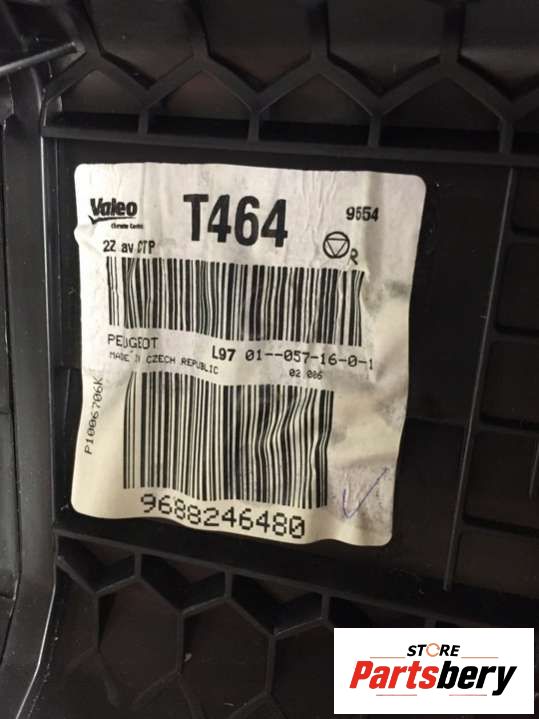 Valeo
Climate Control
T464
9654
22 av CTP
R
PEUGEOT
L97 01--057-16-0-1
MADE IN CZECH REPUBLIC
02 006
P1006706K
9688246480
STORE
Partsbery